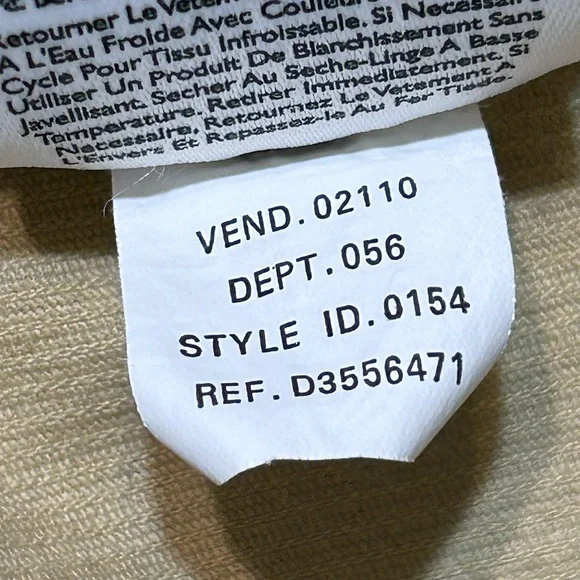 Retourner Le Vetement
A L'Eau Froide Avec Couleurs
Cycle Pour Tissu Infroissable. Si Necessaire
Utiliser Un Produit De Blanchissement Sans
Javellisant. Secher Au Seche-Linge A Basse
Temperature. Retirer Immediatement. Si
Necessaire, Retournez Le Vetement A
L'Envers Et Repassez-le Au Fer Tiede.
VEND. 02110
DEPT. 056
STYLE ID. 0154
REF. D3556471